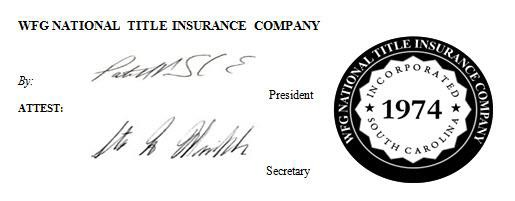 WFG NATIONAL TITLE INSURANCE COMPANY
By:
President
ATTEST:
Secretary
WFG NATIONAL TITLE INSURANCE COMPANY
INCORPORATED
★ 1974 ★
SOUTH CAROLINA